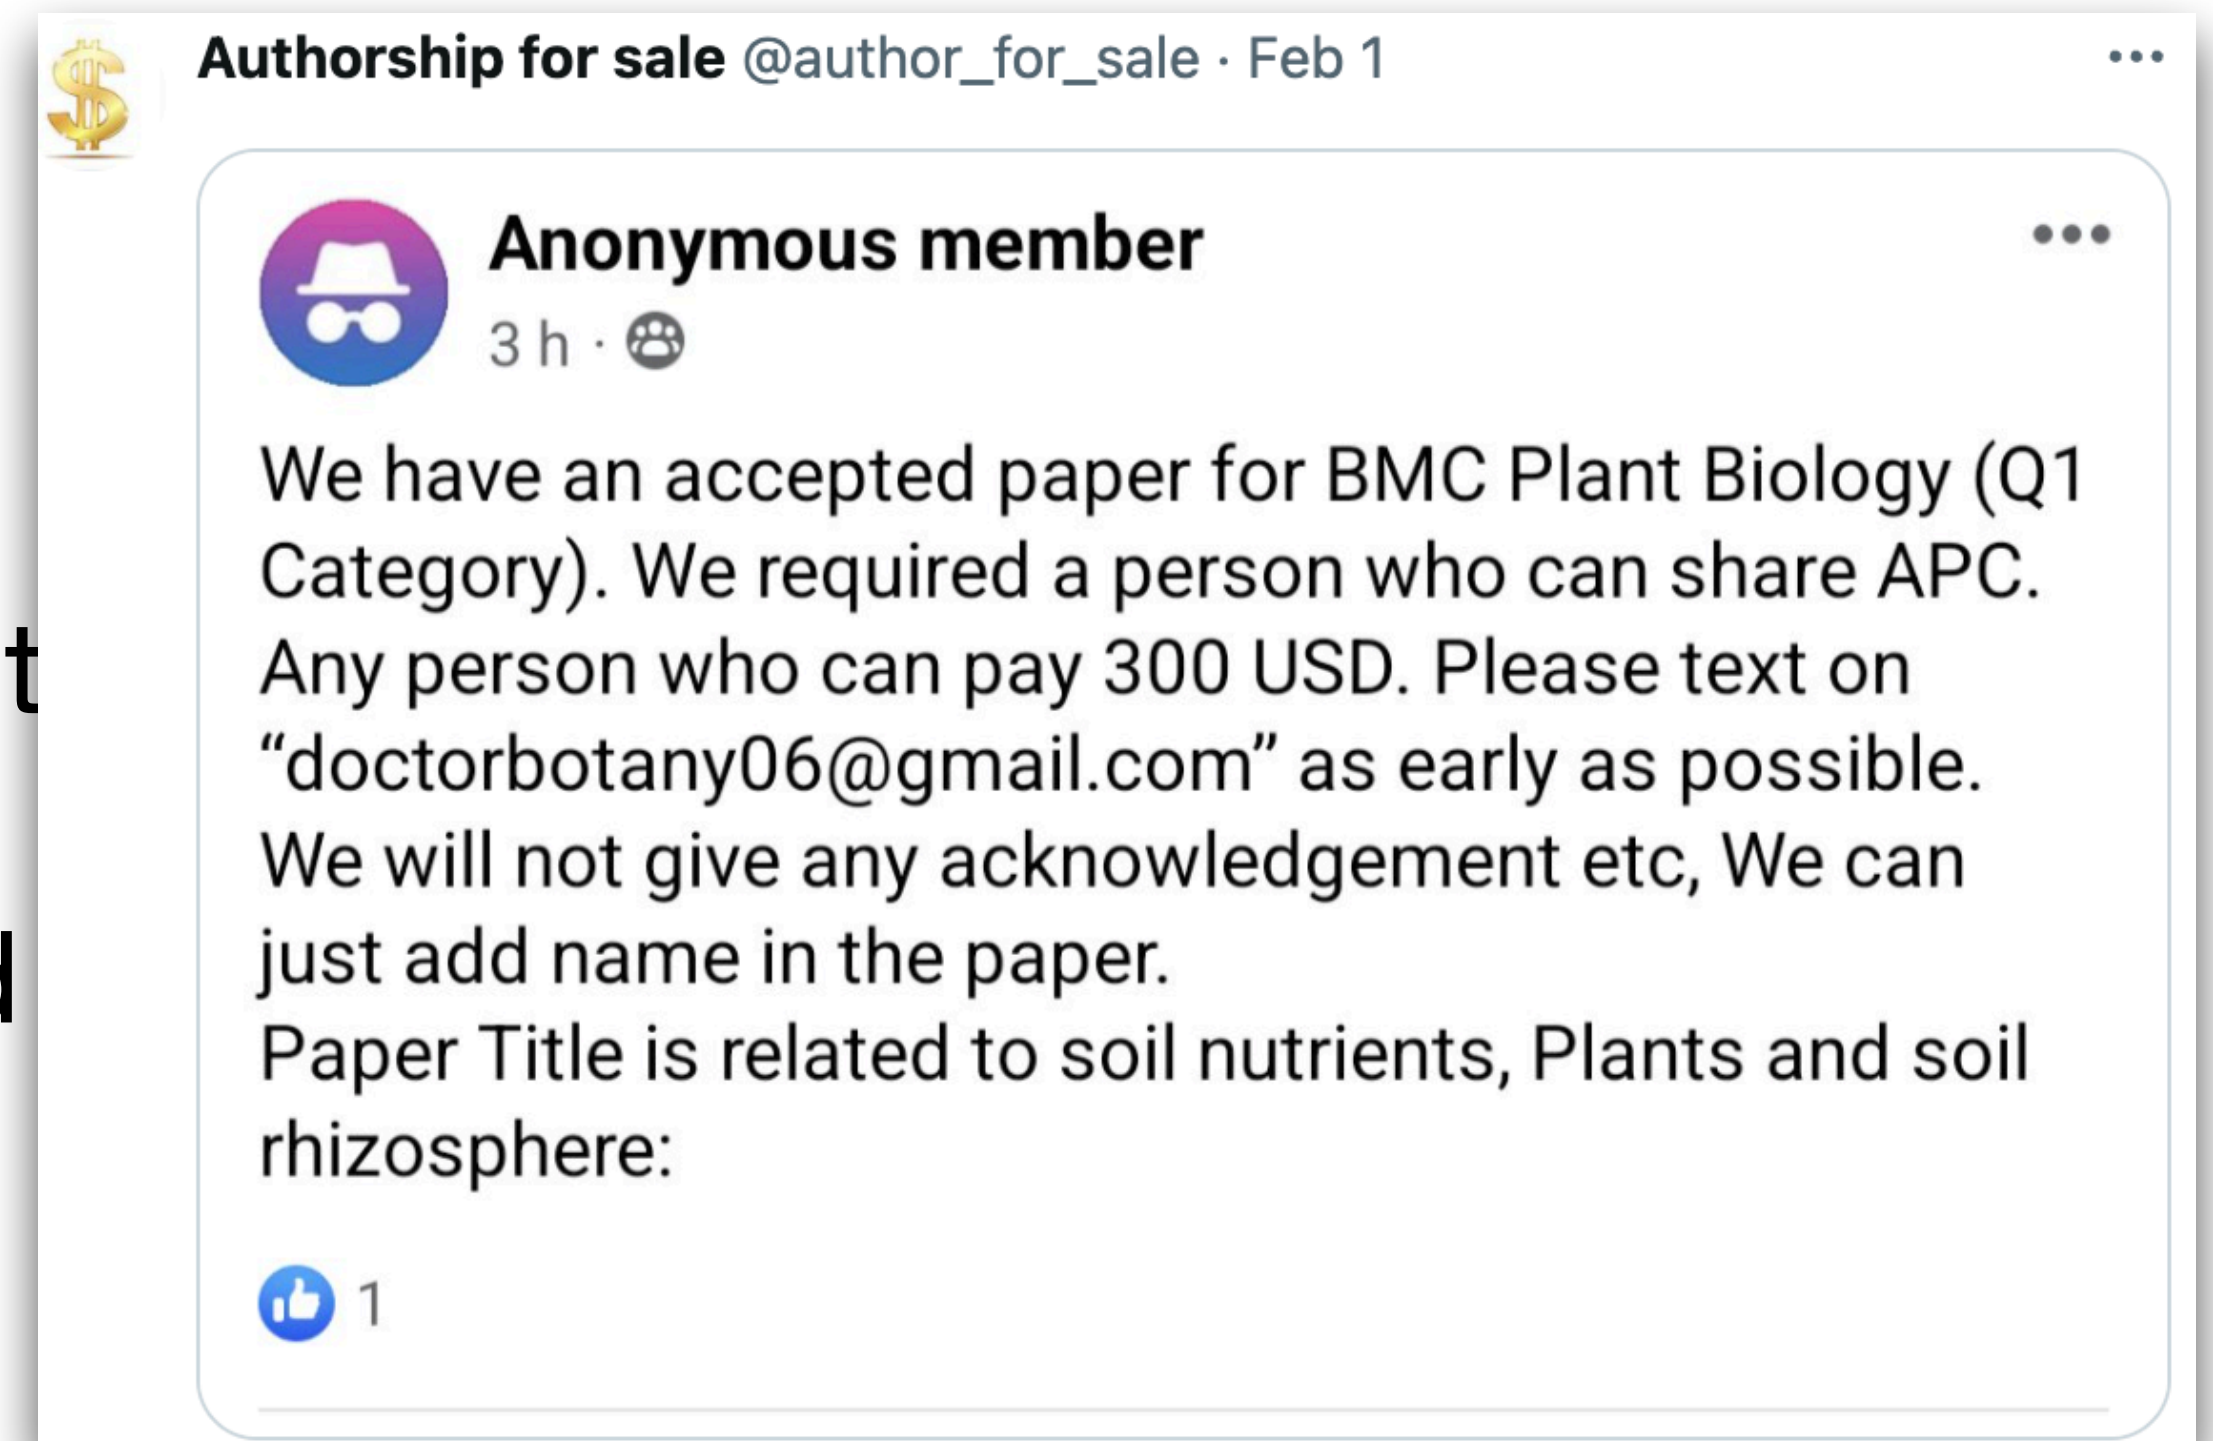 Authorship for sale @author_for_sale · Feb 1
Anonymous member
3 h ·
We have an accepted paper for BMC Plant Biology (Q1
Category). We required a person who can share APC.
Any person who can pay 300 USD. Please text on
“doctorbotany06@gmail.com” as early as possible.
We will not give any acknowledgement etc, We can
just add name in the paper.
Paper Title is related to soil nutrients, Plants and soil
rhizosphere:
1